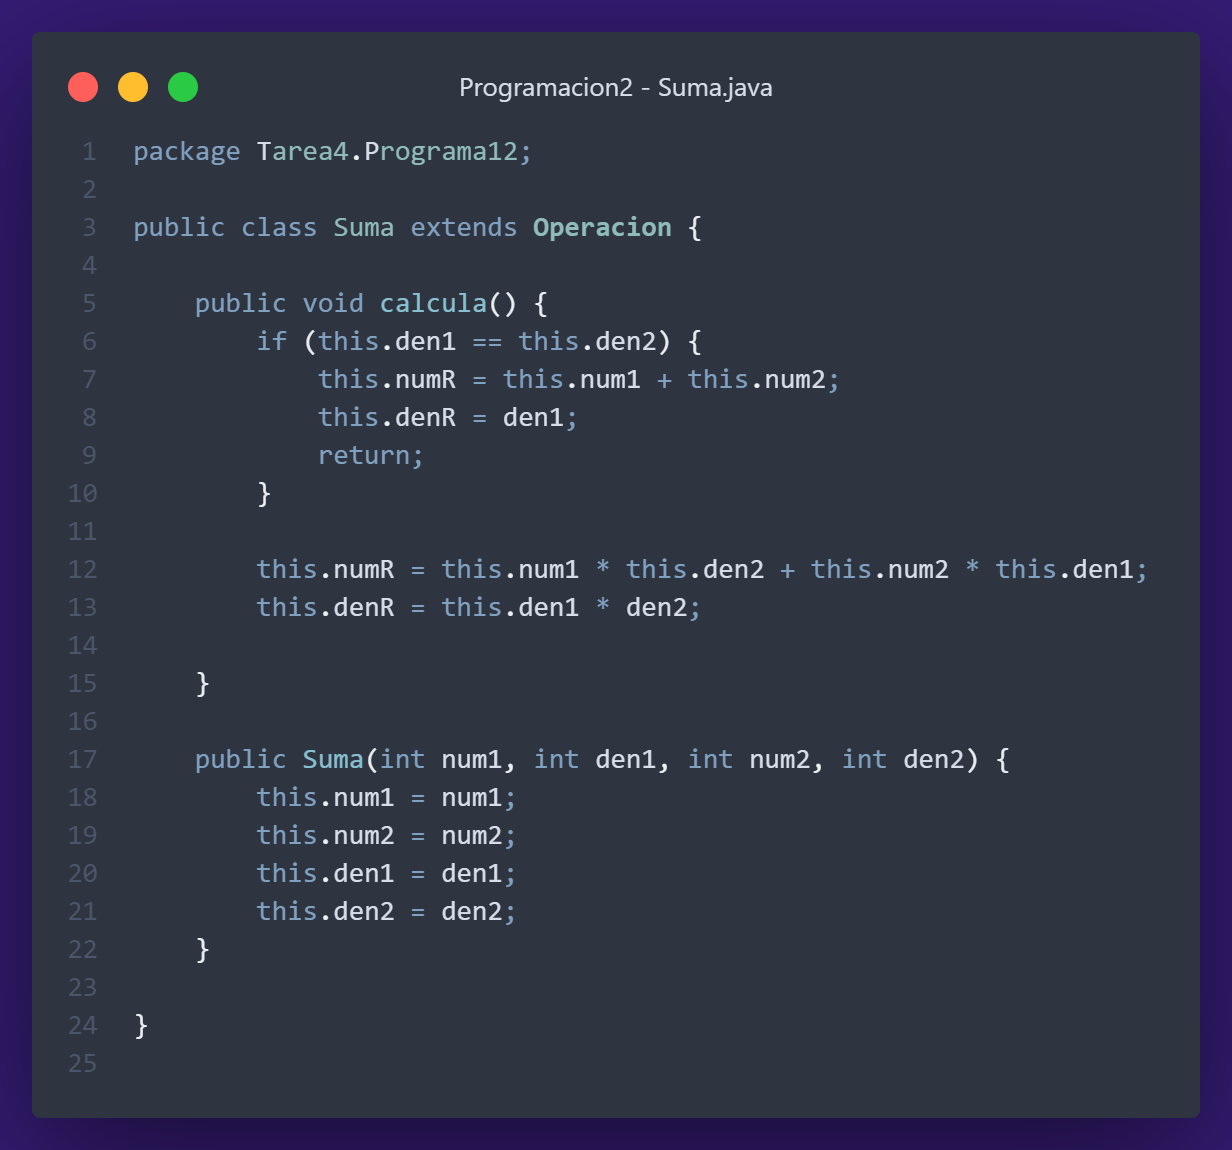 Programacion2 - Suma.java
1 package Tarea4.Programa12;
2
3 public class Suma extends Operacion {
4
5     public void calcula() {
6         if (this.den1 == this.den2) {
7             this.numR = this.num1 + this.num2;
8             this.denR = den1;
9             return;
10         }
11
12         this.numR = this.num1 * this.den2 + this.num2 * this.den1;
13         this.denR = this.den1 * den2;
14
15     }
16
17     public Suma(int num1, int den1, int num2, int den2) {
18         this.num1 = num1;
19         this.num2 = num2;
20         this.den1 = den1;
21         this.den2 = den2;
22     }
23
24 }
25